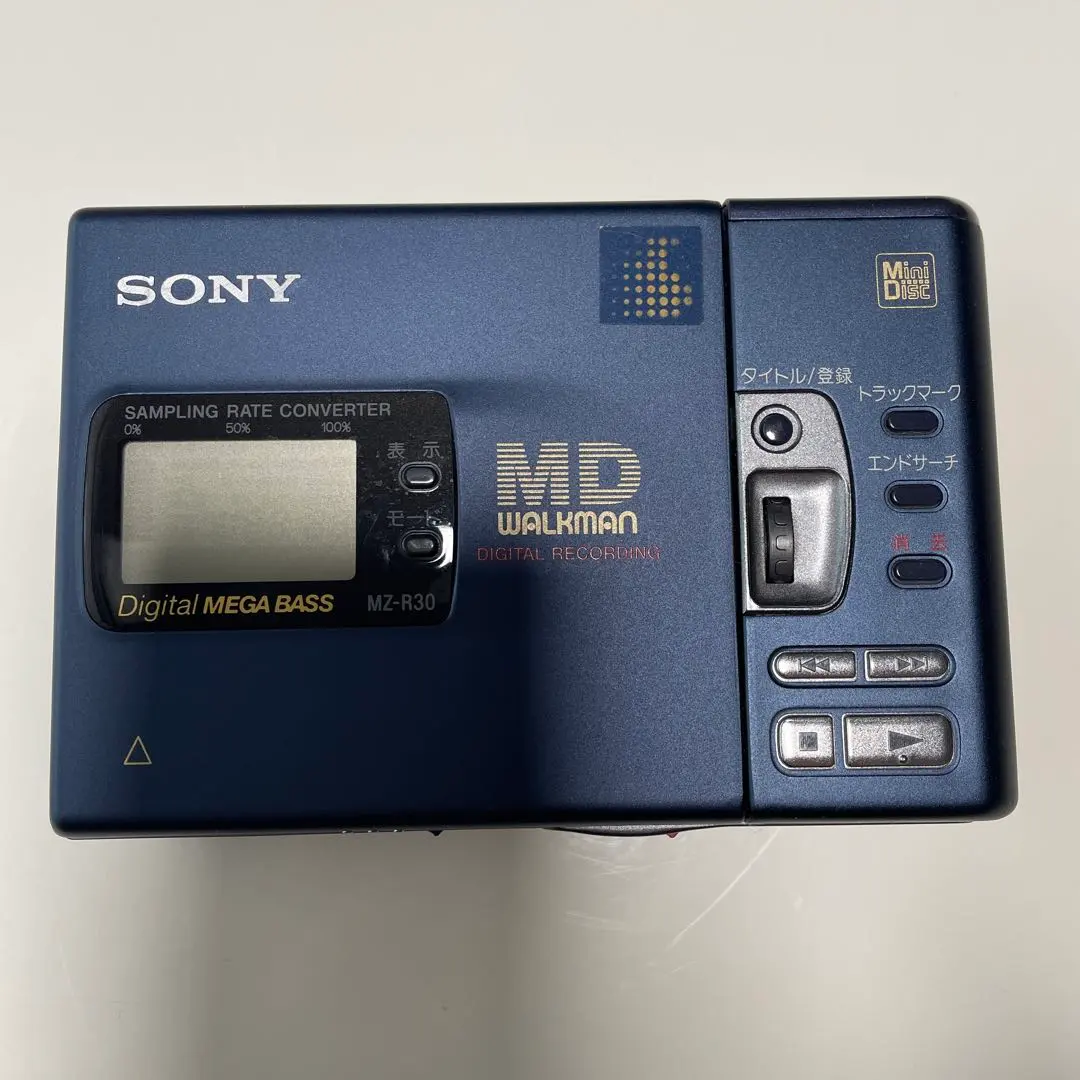 SONY
Mini
Disc
タイトル/登録
トラックマーク
SAMPLING RATE CONVERTER
0% 50% 100%
表示
モード
エンドサーチ
MD
WALKMAN
DIGITAL RECORDING
消去
Digital MEGA BASS
MZ-R30